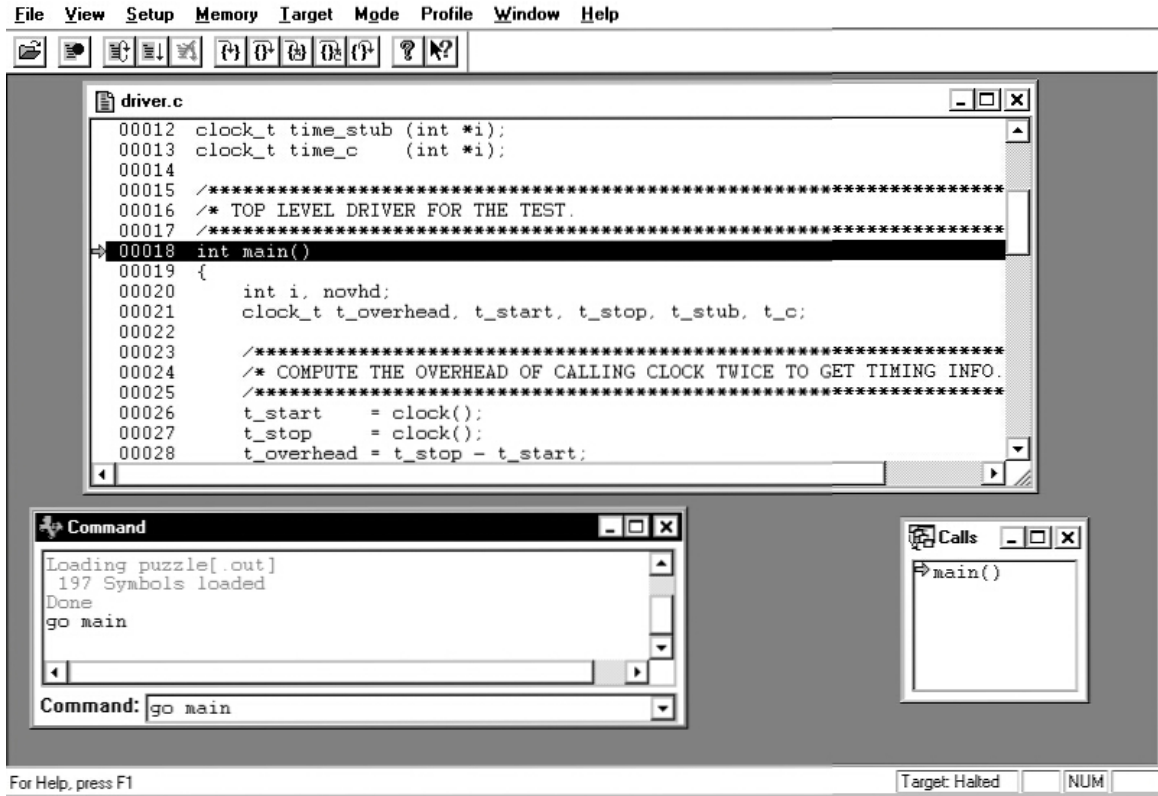 File View Setup Memory Target Mode Profile Window Help
driver.c
00012 clock_t time_stub (int *i);
00013 clock_t time_c    (int *i);
00014
00015 /*********************************************************************
00016 /* TOP LEVEL DRIVER FOR THE TEST.
00017 /*********************************************************************
00018 int main()
00019 {
00020     int i, novhd;
00021     clock_t t_overhead, t_start, t_stop, t_stub, t_c;
00022
00023     /*****************************************************************
00024     /* COMPUTE THE OVERHEAD OF CALLING CLOCK TWICE TO GET TIMING INFO.
00025     /*****************************************************************
00026     t_start    = clock();
00027     t_stop     = clock();
00028     t_overhead = t_stop - t_start;
Command
Loading puzzle[.out]
197 Symbols loaded
Done
go main
Command: go main
Calls
main()
For Help, press F1
Target: Halted
NUM